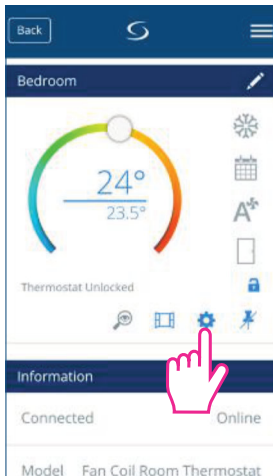 Back
Bedroom
24°
23.5°
A
Thermostat Unlocked
Information
Connected Online
Model Fan Coil Room Thermostat